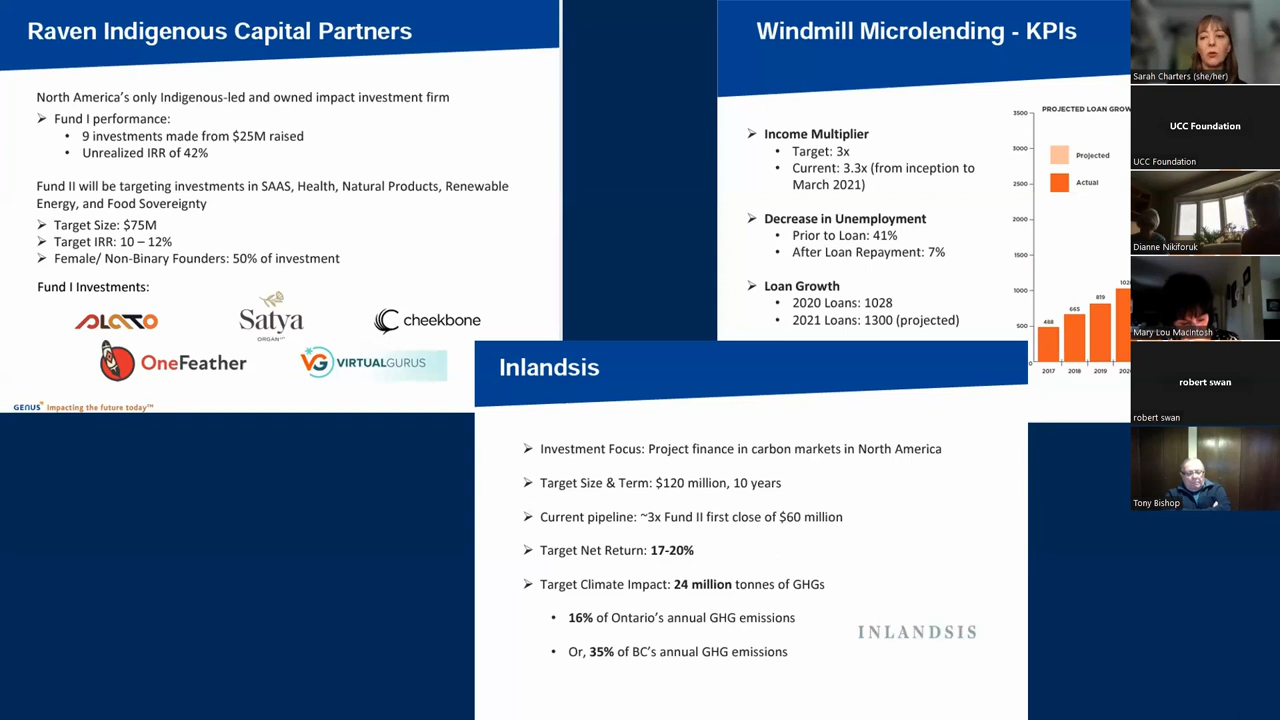 Raven Indigenous Capital Partners
North America's only Indigenous-led and owned impact investment firm
Fund I performance:
9 investments made from $25M raised
Unrealized IRR of 42%
Fund II will be targeting investments in SAAS, Health, Natural Products, Renewable
Energy, and Food Sovereignty
Target Size: $75M
Target IRR: 10 – 12%
Female/ Non-Binary Founders: 50% of investment
Fund I Investments:
Satya
ORGANIC
cheekbone
OneFeather
VG VIRTUALGURUS
GENUS impacting the future today™
Windmill Microlending - KPIs
Income Multiplier
Target: 3x
Current: 3.3x (from inception to
March 2021)
Decrease in Unemployment
Prior to Loan: 41%
After Loan Repayment: 7%
Loan Growth
2020 Loans: 1028
2021 Loans: 1300 (projected)
PROJECTED LOAN GROW
3500
3000
2500
2000
1500
1000
500
0
Projected
Actual
488
665
819
102
2017
2018
2019
202
Inlandsis
Investment Focus: Project finance in carbon markets in North America
Target Size & Term: $120 million, 10 years
Current pipeline: ~3x Fund II first close of $60 million
Target Net Return: 17-20%
Target Climate Impact: 24 million tonnes of GHGs
16% of Ontario's annual GHG emissions
Or, 35% of BC's annual GHG emissions
INLANDSIS
Sarah Charters (she/her)
UCC Foundation
UCC Foundation
Dianne Nikiforuk
Mary Lou MacIntosh
robert swan
robert swan
Tony Bishop